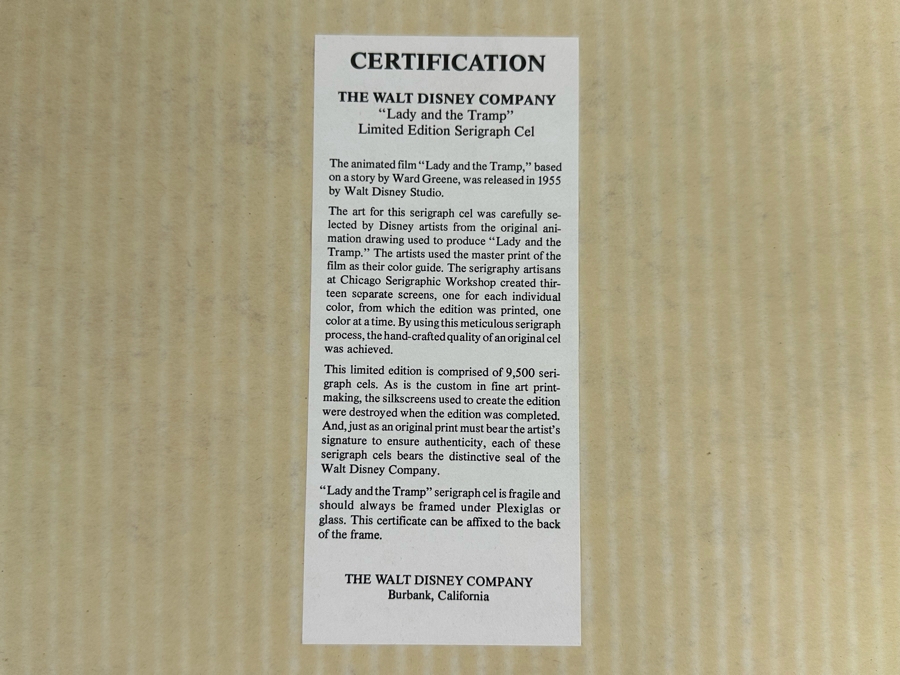 CERTIFICATION
THE WALT DISNEY COMPANY
“Lady and the Tramp”
Limited Edition Serigraph Cel
The animated film “Lady and the Tramp,” based
on a story by Ward Greene, was released in 1955
by Walt Disney Studio.
The art for this serigraph cel was carefully se-
lected by Disney artists from the original ani-
mation drawing used to produce “Lady and the
Tramp.” The artists used the master print of the
film as their color guide. The serigraphy artisans
at Chicago Serigraphic Workshop created thir-
teen separate screens, one for each individual
color, from which the edition was printed, one
color at a time. By using this meticulous serigraph
process, the hand-crafted quality of an original cel
was achieved.
This limited edition is comprised of 9,500 seri-
graph cels. As is the custom in fine art print-
making, the silkscreens used to create the edition
were destroyed when the edition was completed.
And, just as an original print must bear the artist’s
signature to ensure authenticity, each of these
serigraph cels bears the distinctive seal of the
Walt Disney Company.
“Lady and the Tramp” serigraph cel is fragile and
should always be framed under Plexiglas or
glass. This certificate can be affixed to the back
of the frame.
THE WALT DISNEY COMPANY
Burbank, California